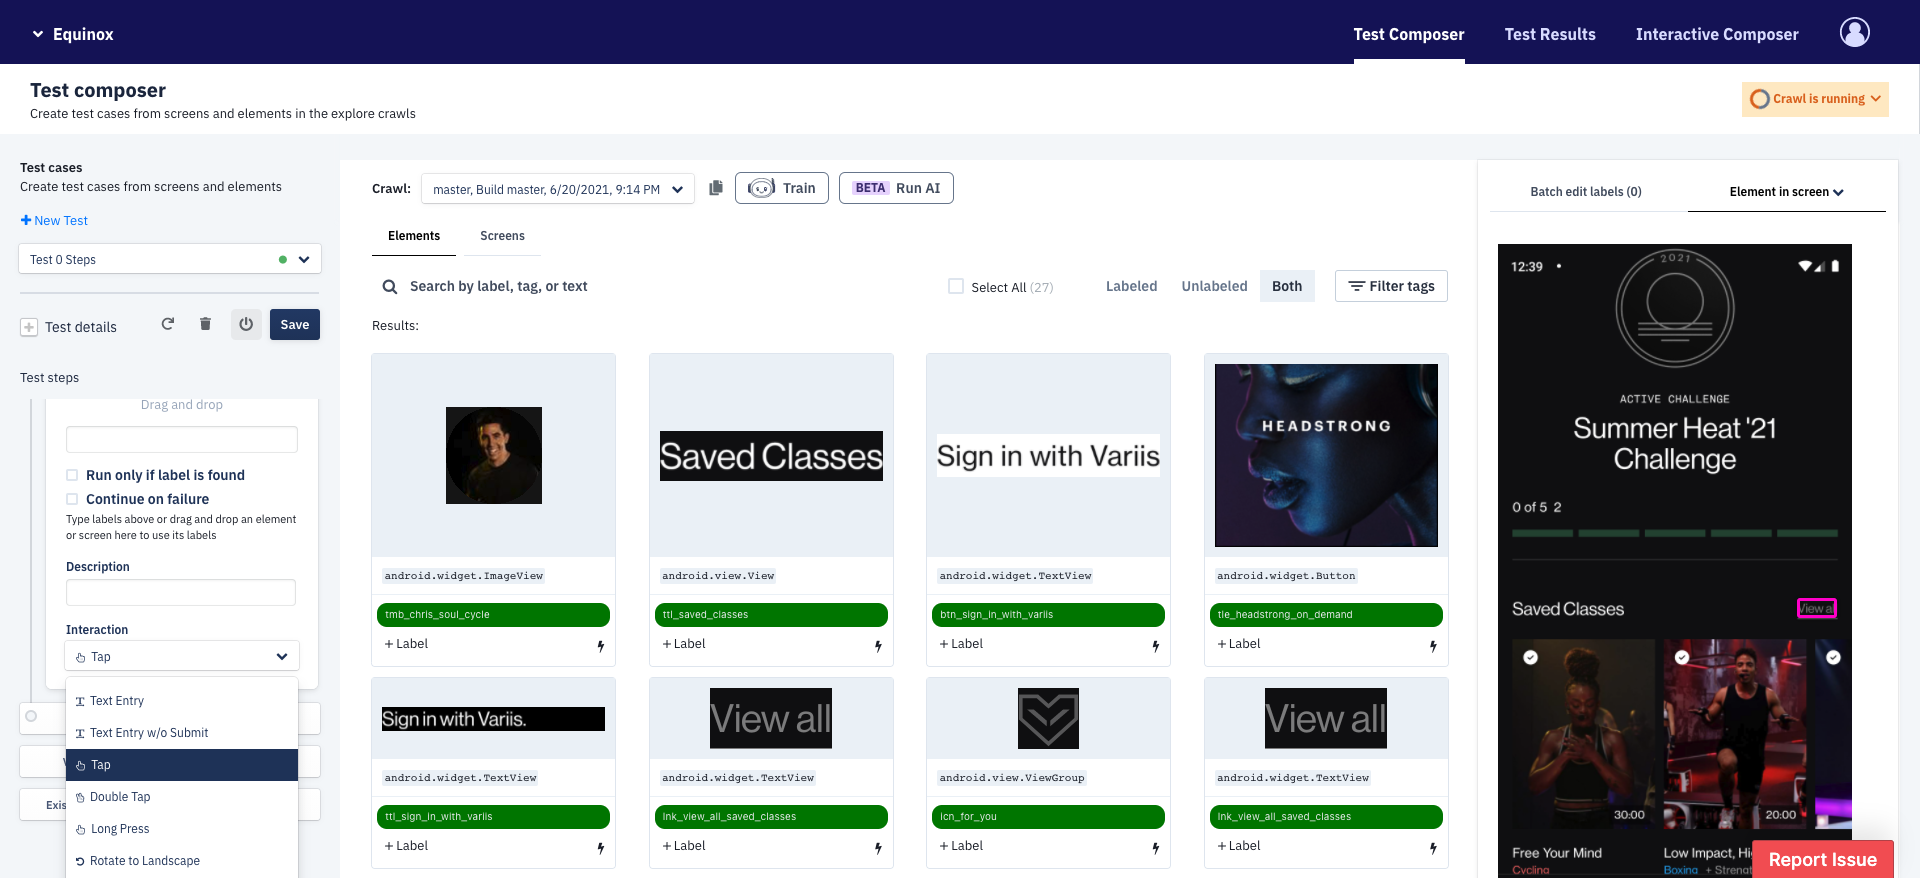 Equinox
Test Composer
Test Results
Interactive Composer
Test composer
Create test cases from screens and elements in the explore crawls
Crawl is running
Test cases
Create test cases from screens and elements
+ New Test
Test 0 Steps
Test details
Save
Test steps
Drag and drop
Run only if label is found
Continue on failure
Type labels above or drag and drop an element
or screen here to use its labels
Description
Interaction
Tap
Text Entry
Text Entry w/o Submit
Tap
Double Tap
Long Press
Rotate to Landscape
Crawl:
master, Build master, 6/20/2021, 9:14 PM
Train
BETA Run AI
Elements
Screens
Search by label, tag, or text
Select All (27)
Labeled
Unlabeled
Both
Filter tags
Results:
android.widget.ImageView
tmb_chris_soul_cycle
+ Label
Saved Classes
android.view.View
ttl_saved_classes
+ Label
Sign in with Variis
android.widget.TextView
btn_sign_in_with_variis
+ Label
HEADSTRONG
android.widget.Button
tle_headstrong_on_demand
+ Label
Sign in with Variis.
android.widget.TextView
ttl_sign_in_with_variis
+ Label
View all
android.widget.TextView
lnk_view_all_saved_classes
+ Label
android.view.ViewGroup
icn_for_you
+ Label
View all
android.widget.TextView
lnk_view_all_saved_classes
+ Label
Batch edit labels (0)
Element in screen
12:39
2021
ACTIVE CHALLENGE
Summer Heat '21
Challenge
0 of 5 2
Saved Classes
View all
30:00
20:00
Free Your Mind
Cycling
Low Impact, Hi
Boxing + Strengt
Report Issue